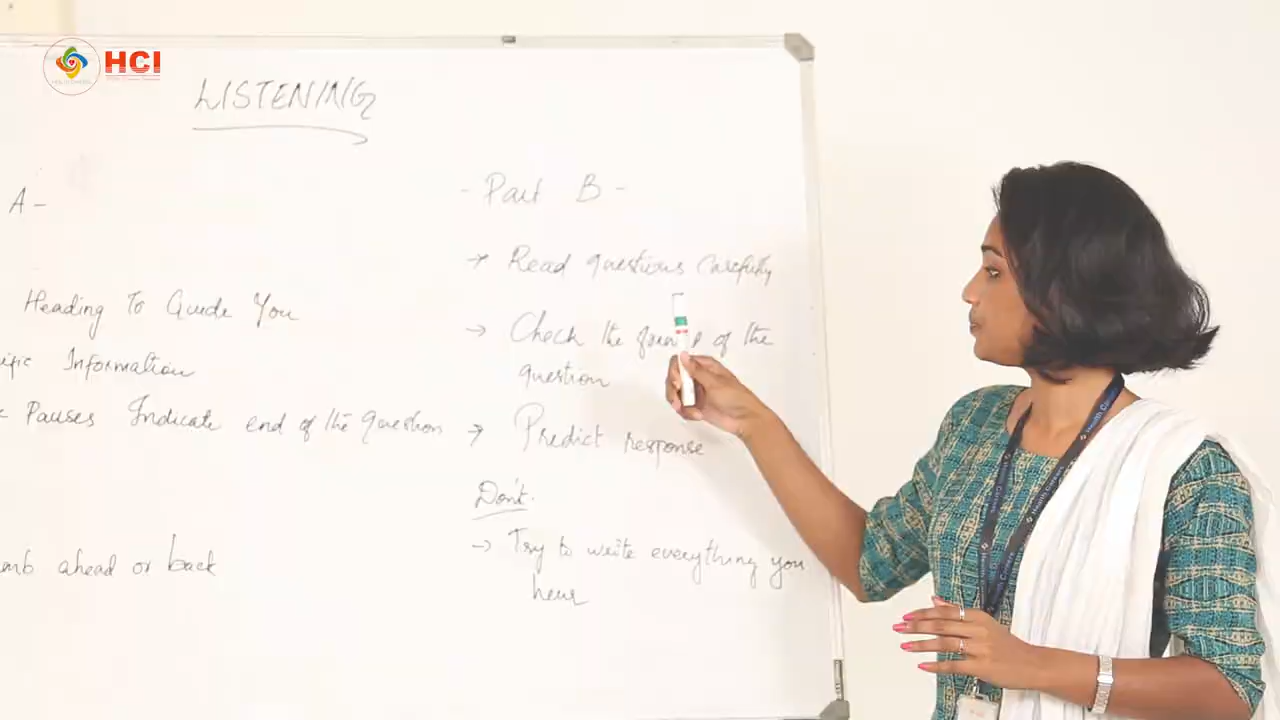 HCI
LISTENING
A -
Heading To Guide You
Information
Pauses Indicate end of the question
ahead or back
- Part B -
→ Read questions carefully
→ Check the of the
question
→ Predict response
Don't.
→ Try to write everything you
hear